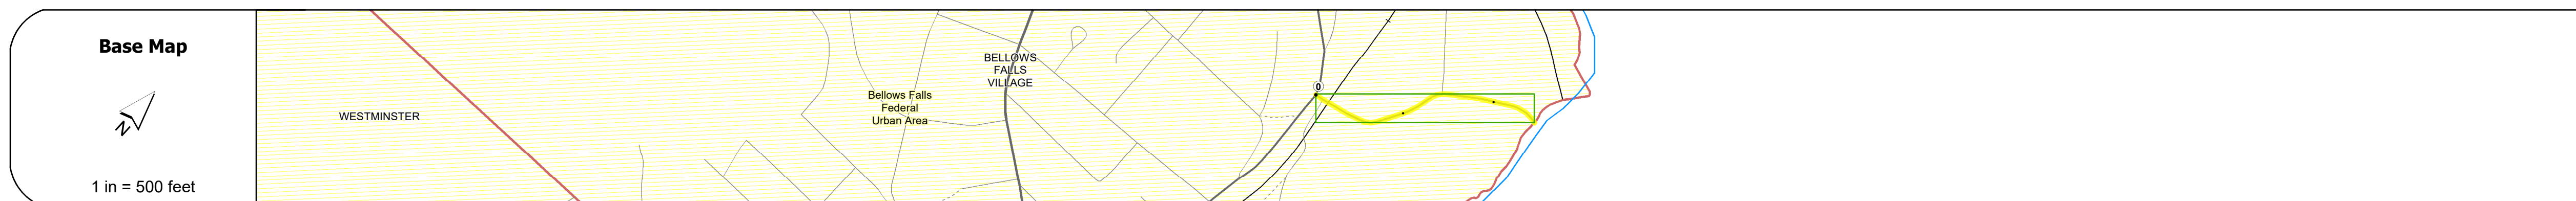 Base Map
N
1 in = 500 feet
WESTMINSTER
Bellows Falls
Federal
Urban Area
BELLOWS
FALLS
VILLAGE
0